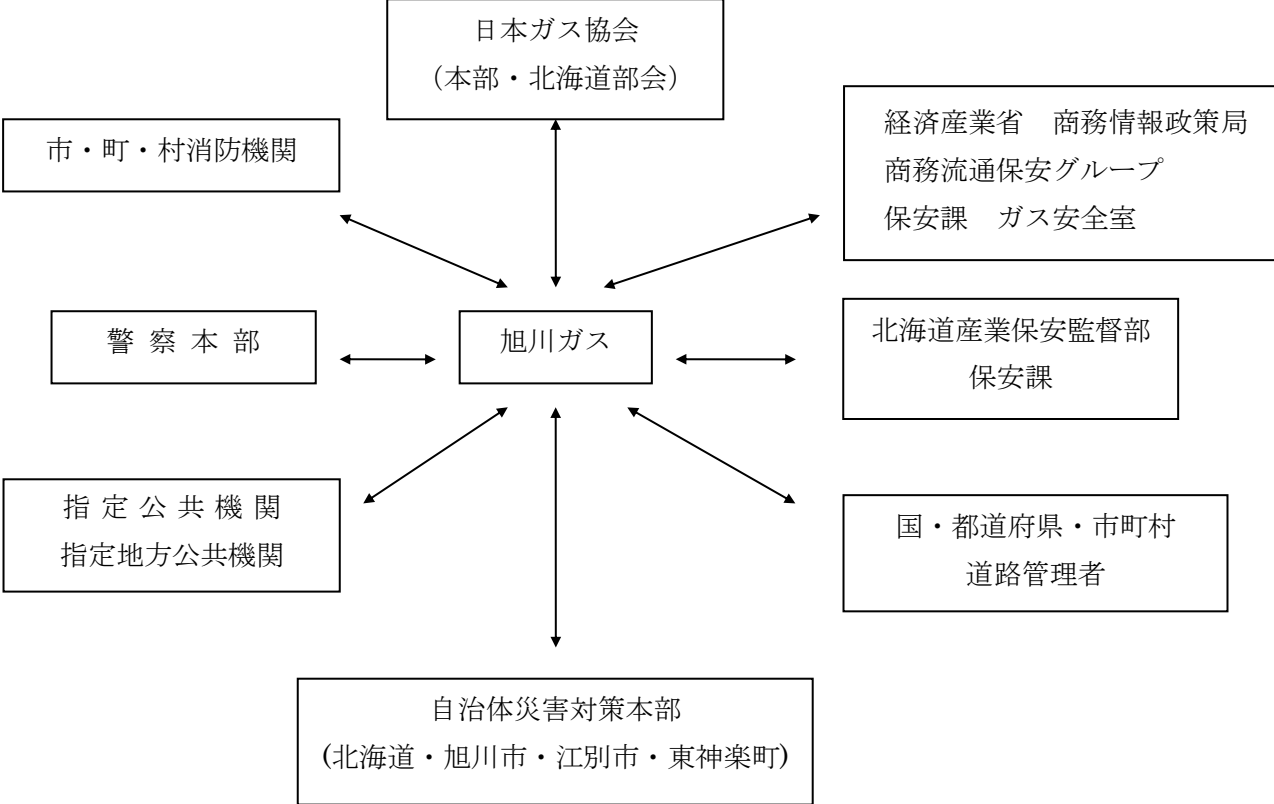 日本ガス協会
(本部・北海道部会)
経済産業省　商務情報政策局
商務流通保安グループ
保安課　ガス安全室
市・町・村消防機関
警 察 本 部
旭川ガス
北海道産業保安監督部
保安課
指 定 公 共 機 関
指定地方公共機関
国・都道府県・市町村
道路管理者
自治体災害対策本部
(北海道・旭川市・江別市・東神楽町)